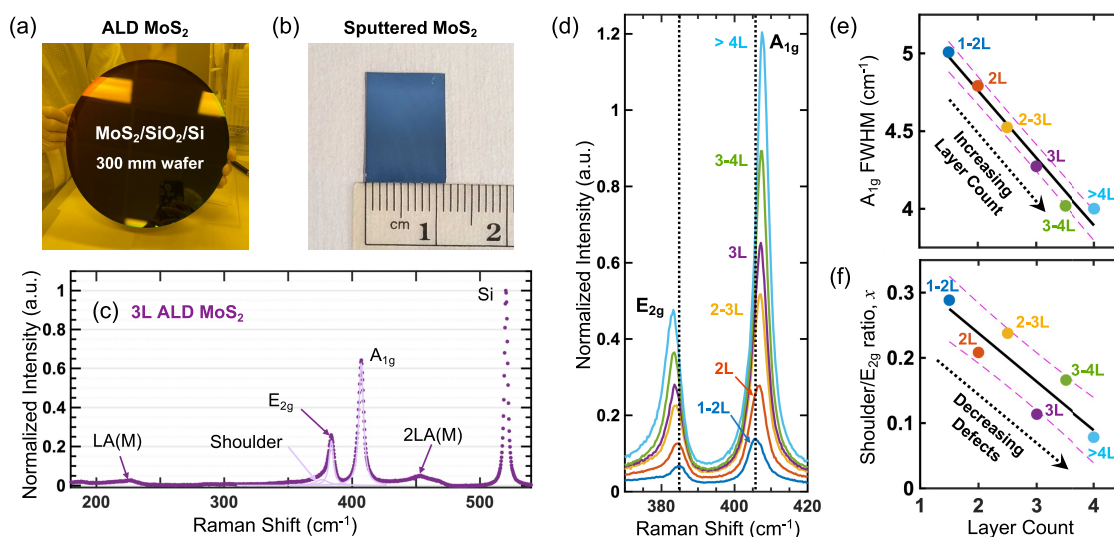 (a) ALD MoS₂
MoS₂/SiO₂/Si
300 mm wafer
(b) Sputtered MoS₂
cm 1 2
(c) 3L ALD MoS₂
Normalized Intensity (a.u.)
1
0.8
0.6
0.4
0.2
0
LA(M)
Shoulder
E₂g
A₁g
2LA(M)
Si
200 300 400 500
Raman Shift (cm⁻¹)
(d)
Normalized Intensity (a.u.)
1.2
1.0
0.8
0.6
0.4
0.2
0
E₂g
A₁g
> 4L
3-4L
3L
2-3L
2L
1-2L
380 400 420
Raman Shift (cm⁻¹)
(e)
A₁g FWHM (cm⁻¹)
5
4.5
4
1-2L
2L
2-3L
3L
3-4L
>4L
Increasing
Layer Count
(f)
Shoulder/E₂g ratio, x
0.3
0.2
0.1
0
1-2L
2L
2-3L
3L
3-4L
>4L
Decreasing
Defects
1 2 3 4
Layer Count